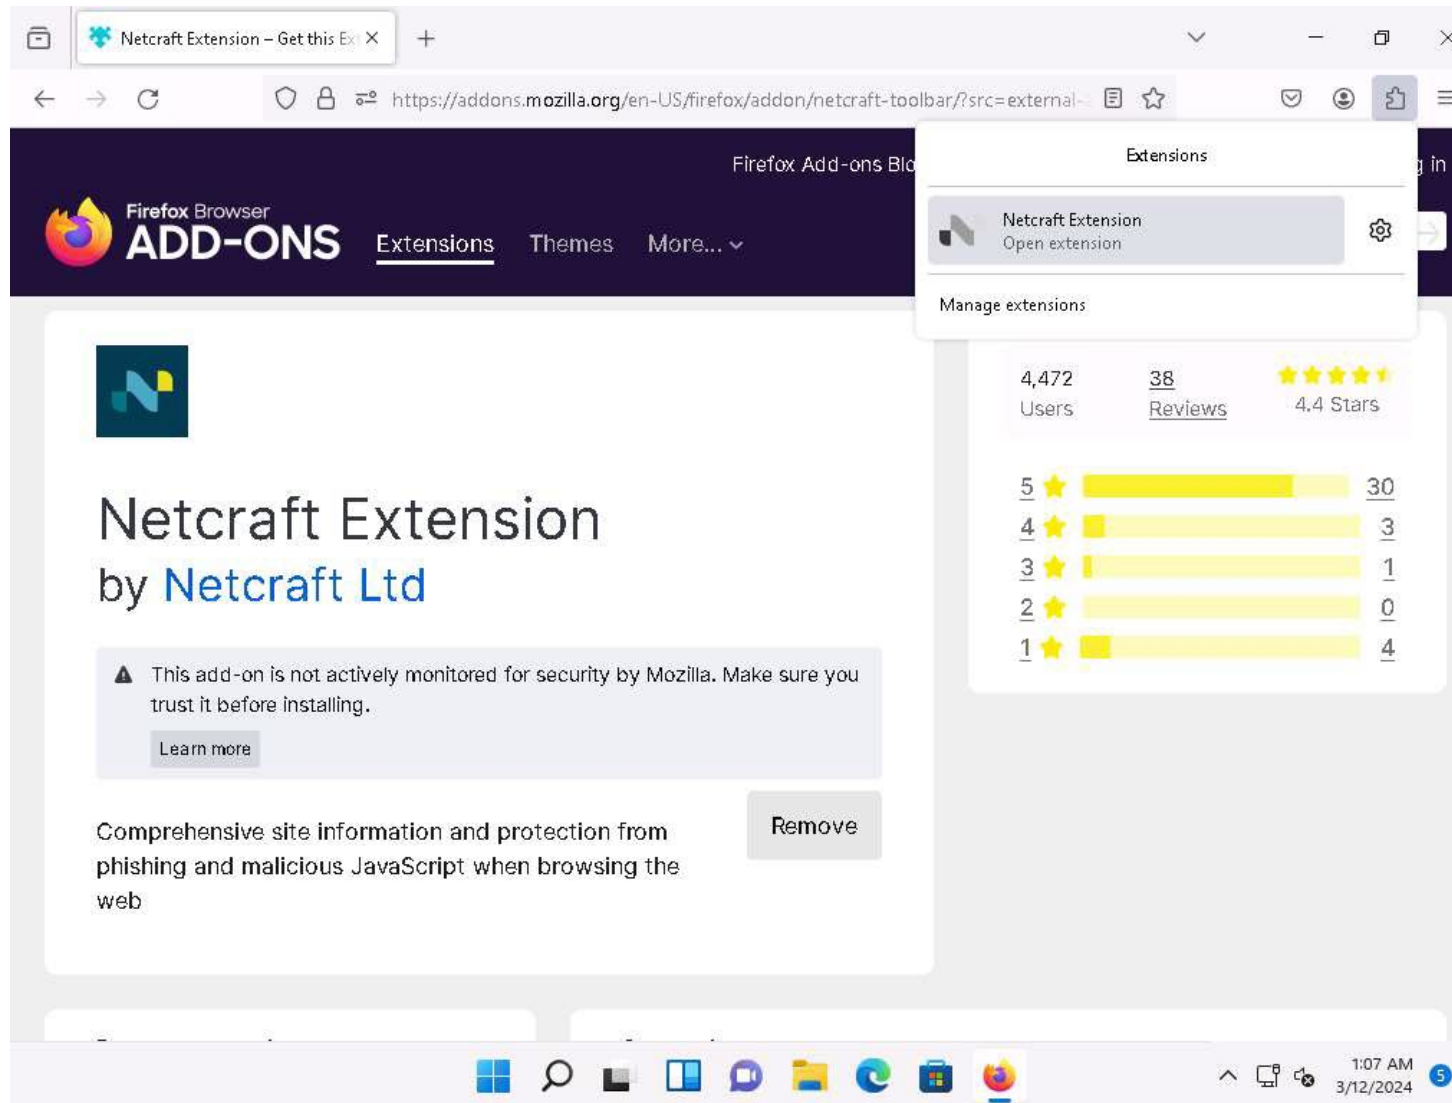 Netcraft Extension – Get this Ex
https://addons.mozilla.org/en-US/firefox/addon/netcraft-toolbar/?src=external-
Firefox Add-ons Blo
Extensions
g in
Firefox Browser
ADD-ONS
Extensions
Themes
More...
Netcraft Extension
Open extension
Manage extensions
4,472
38
Users
Reviews
4.4 Stars
Netcraft Extension
by Netcraft Ltd
5
30
4
3
3
1
2
0
1
4
This add-on is not actively monitored for security by Mozilla. Make sure you
trust it before installing.
Learn more
Comprehensive site information and protection from
phishing and malicious JavaScript when browsing the
web
Remove
1:07 AM
3/12/2024
5